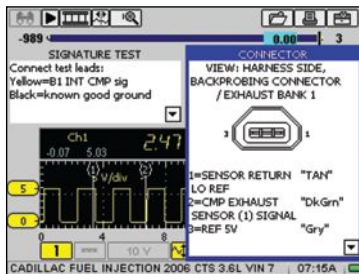 -989
0.00
3
SIGNATURE TEST
Connect test leads:
Yellow=B1 INT CMP sig
Black=known good ground
Ch1
2.47
-0.07 5.03
(1)
(2)
5 V/div
5
0
0 4 8
1
10 V
CONNECTOR
VIEW: HARNESS SIDE,
BACKPROBING CONNECTOR
/EXHAUST BANK 1
3 1
1=SENSOR RETURN "TAN"
LO REF
2=CMP EXHAUST "DkGrn"
SENSOR (1) SIGNAL
3=REF 5V "Gry"
CADILLAC FUEL INJECTION 2006 CTS 3.6L VIN 7 07:15A